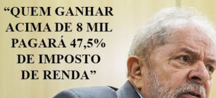 “QUEM GANHAR
ACIMA DE 8 MIL
PAGARÁ 47,5%
DE IMPOSTO
DE RENDA”